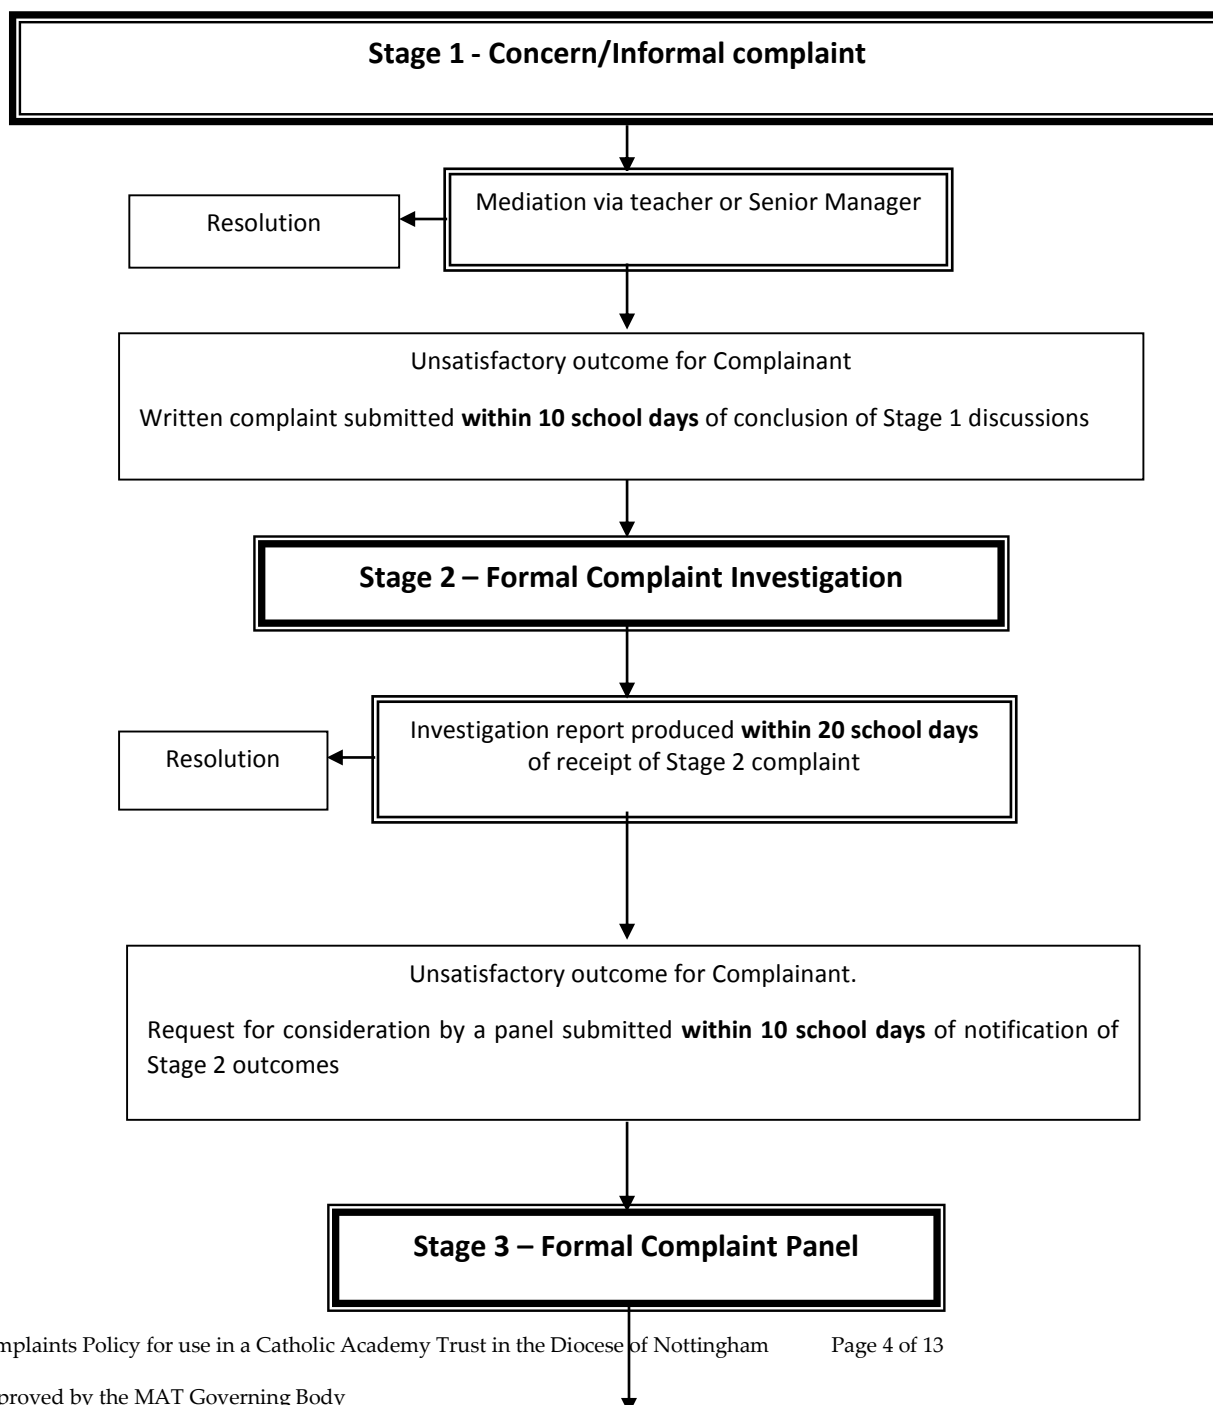 Stage 1 - Concern/Informal complaint
Mediation via teacher or Senior Manager
Resolution
Unsatisfactory outcome for Complainant
Written complaint submitted within 10 school days of conclusion of Stage 1 discussions
Stage 2 – Formal Complaint Investigation
Investigation report produced within 20 school days
of receipt of Stage 2 complaint
Resolution
Unsatisfactory outcome for Complainant.
Request for consideration by a panel submitted within 10 school days of notification of
Stage 2 outcomes
Stage 3 – Formal Complaint Panel
mplaints Policy for use in a Catholic Academy Trust in the Diocese of Nottingham Page 4 of 13
proved by the MAT Governing Body